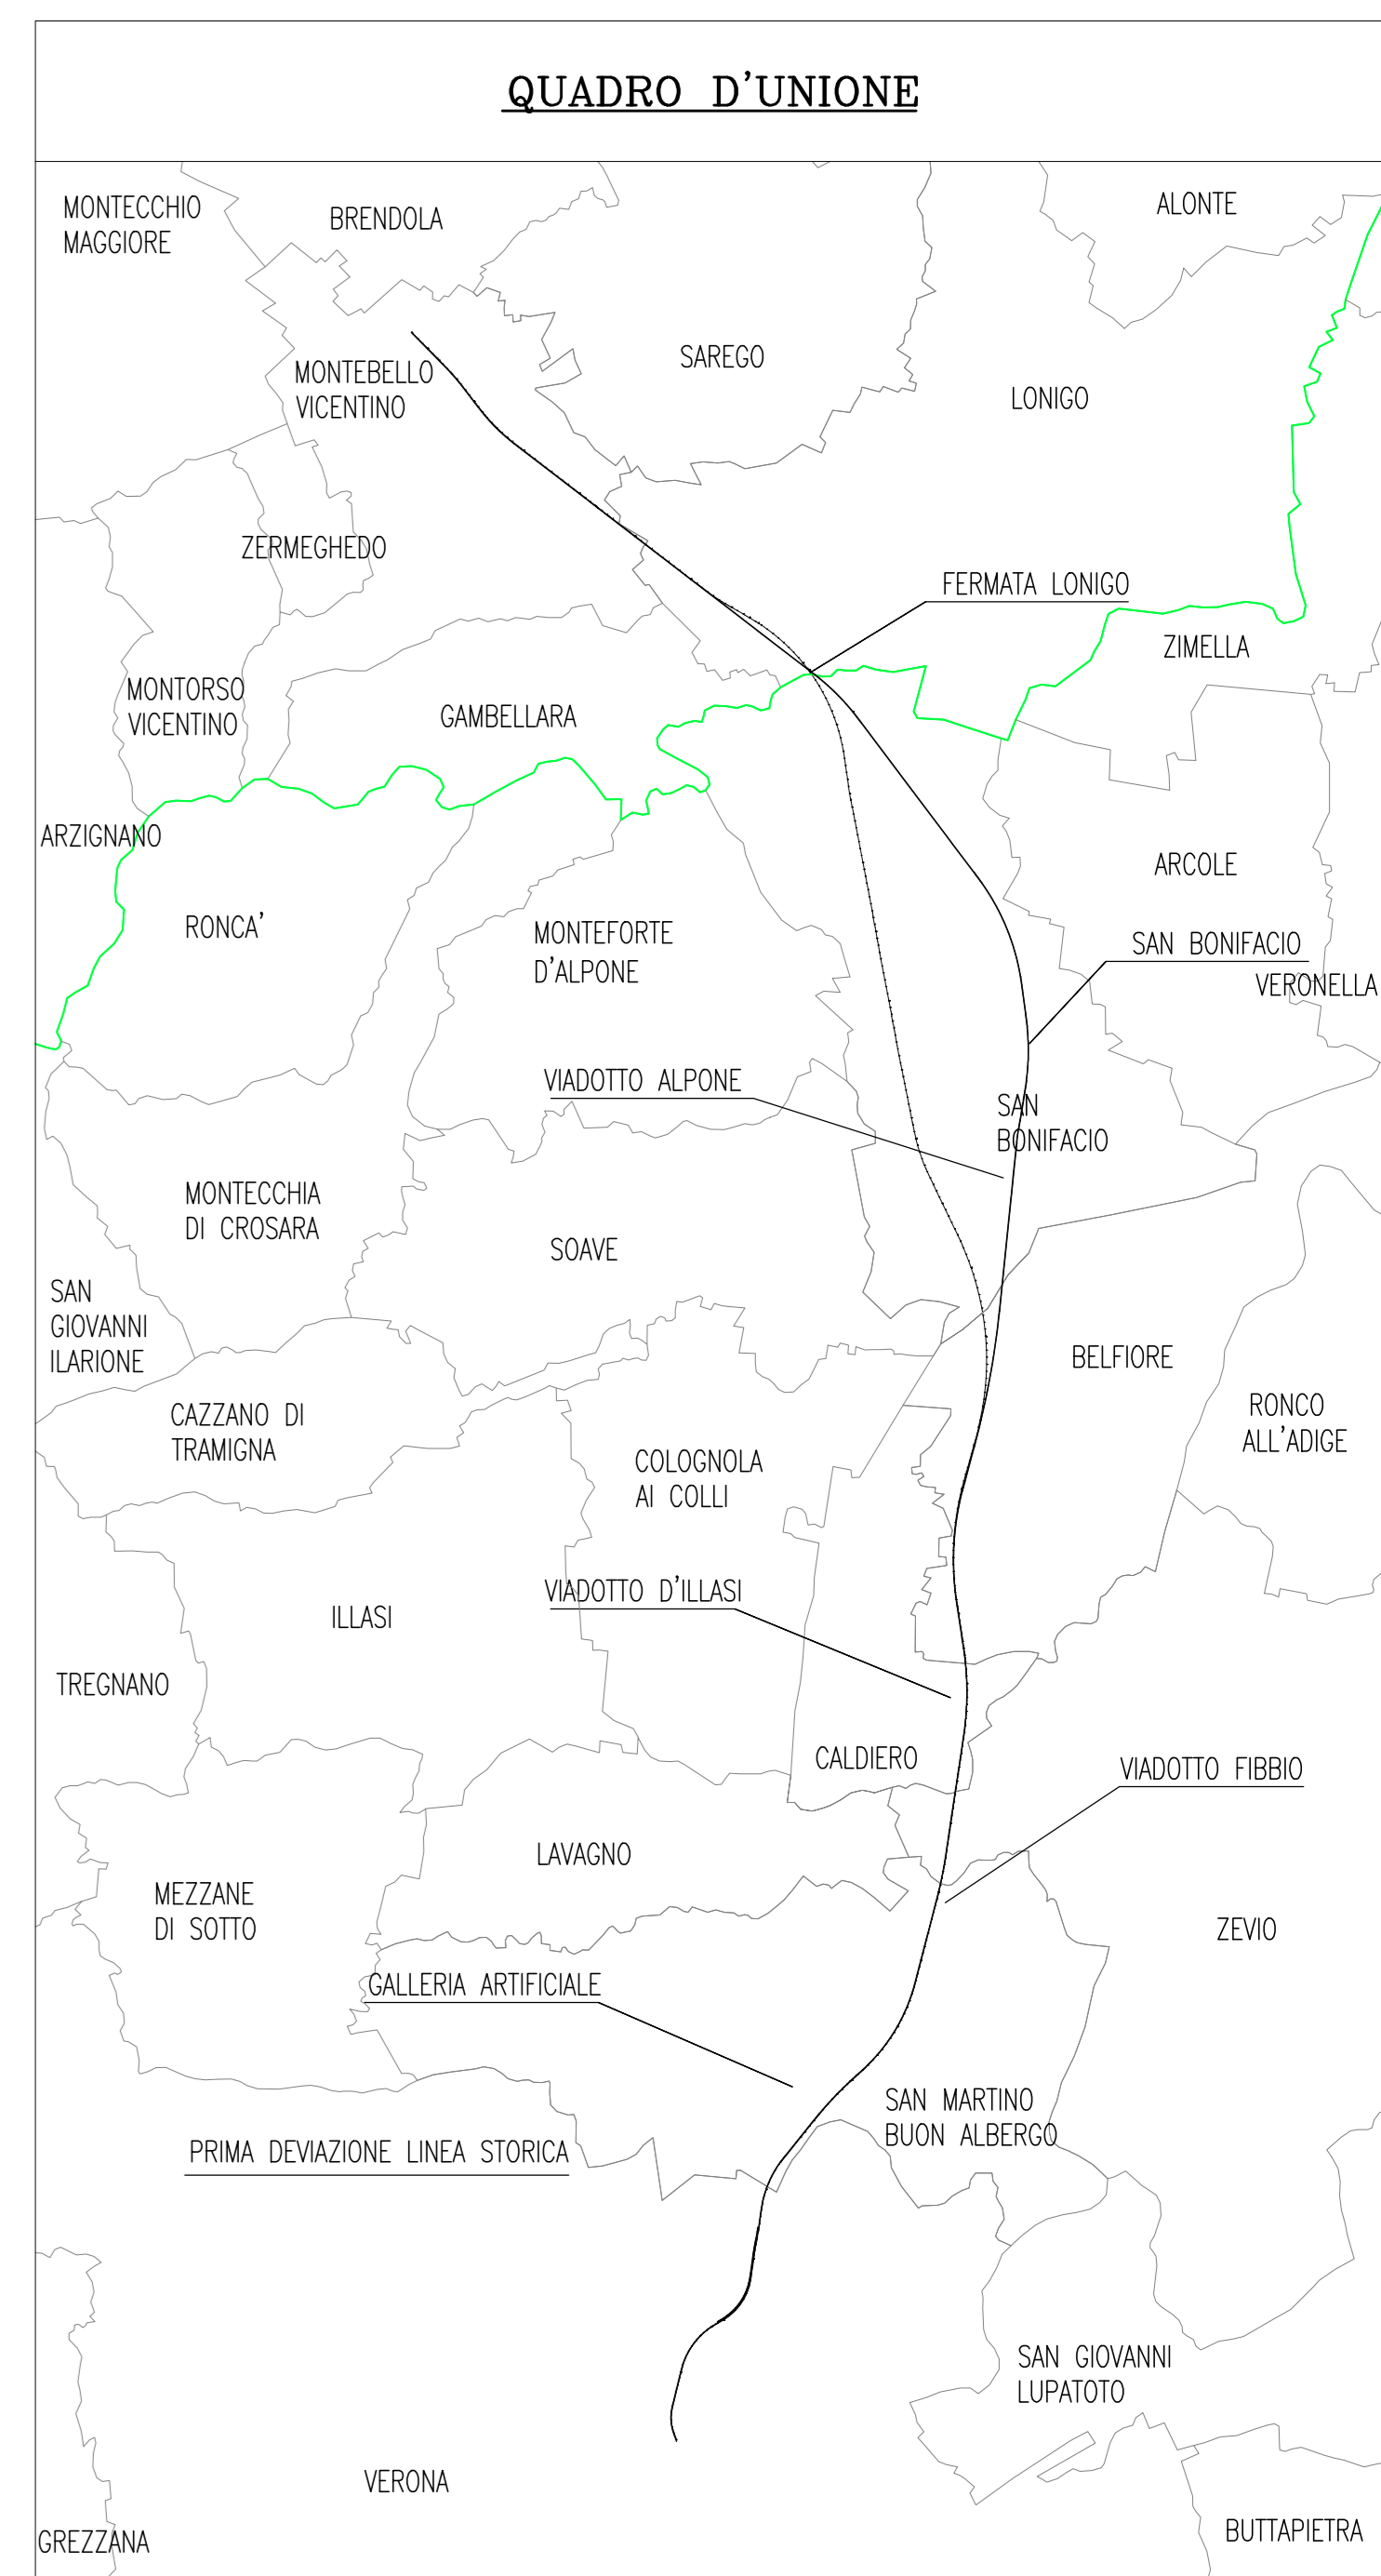 QUADRO D'UNIONE
MONTECCHIO
MAGGIORE
BRENDOLA
ALONTE
SAREGO
MONTEBELLO
VICENTINO
LONIGO
ZERMEGHEDO
FERMATA LONIGO
ZIMELLA
MONTORSO
VICENTINO
GAMBELLARA
ARZIGNANO
ARCOLE
RONCA'
MONTEFORTE
D'ALPONE
SAN BONIFACIO
VERONELLA
VIADOTTO ALPONE
SAN
BONIFACIO
MONTECCHIA
DI CROSARA
SOAVE
SAN
GIOVANNI
ILARIONE
BELFIORE
CAZZANO DI
TRAMIGNA
RONCO
ALL'ADIGE
COLOGNOLA
AI COLLI
VIADOTTO D'ILLASI
ILLASI
TREGNANO
CALDIERO
VIADOTTO FIBBIO
LAVAGNO
MEZZANE
DI SOTTO
ZEVIO
GALLERIA ARTIFICIALE
SAN MARTINO
BUON ALBERGO
PRIMA DEVIAZIONE LINEA STORICA
SAN GIOVANNI
LUPATOTO
VERONA
BUTTAPIETRA
GREZZANA